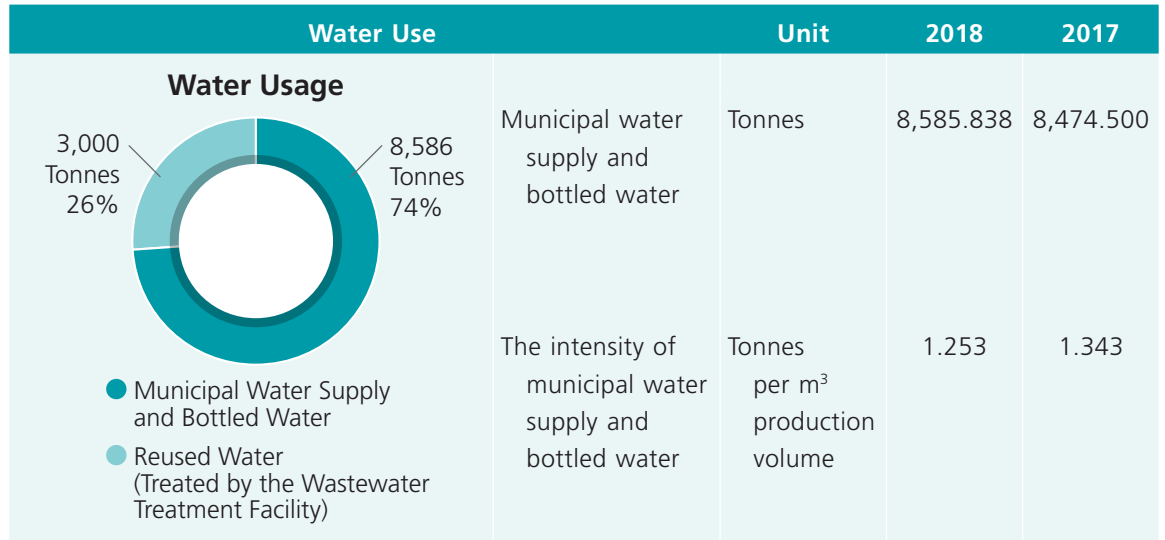 Water Use Unit 2018 2017
Water Usage
3,000
Tonnes
26%
8,586
Tonnes
74%
Municipal Water Supply
and Bottled Water
Reused Water
(Treated by the Wastewater
Treatment Facility)
Municipal water
supply and
bottled water
Tonnes
8,585.838
8,474.500
The intensity of
municipal water
supply and
bottled water
Tonnes
per m³
production
volume
1.253
1.343